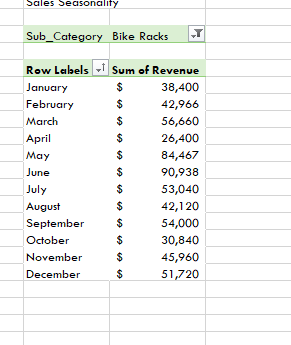 Sales Seasonality
Sub_Category Bike Racks
Row Labels Sum of Revenue
January $ 38,400
February $ 42,966
March $ 56,660
April $ 26,400
May $ 84,467
June $ 90,938
July $ 53,040
August $ 42,120
September $ 54,000
October $ 30,840
November $ 45,960
December $ 51,720